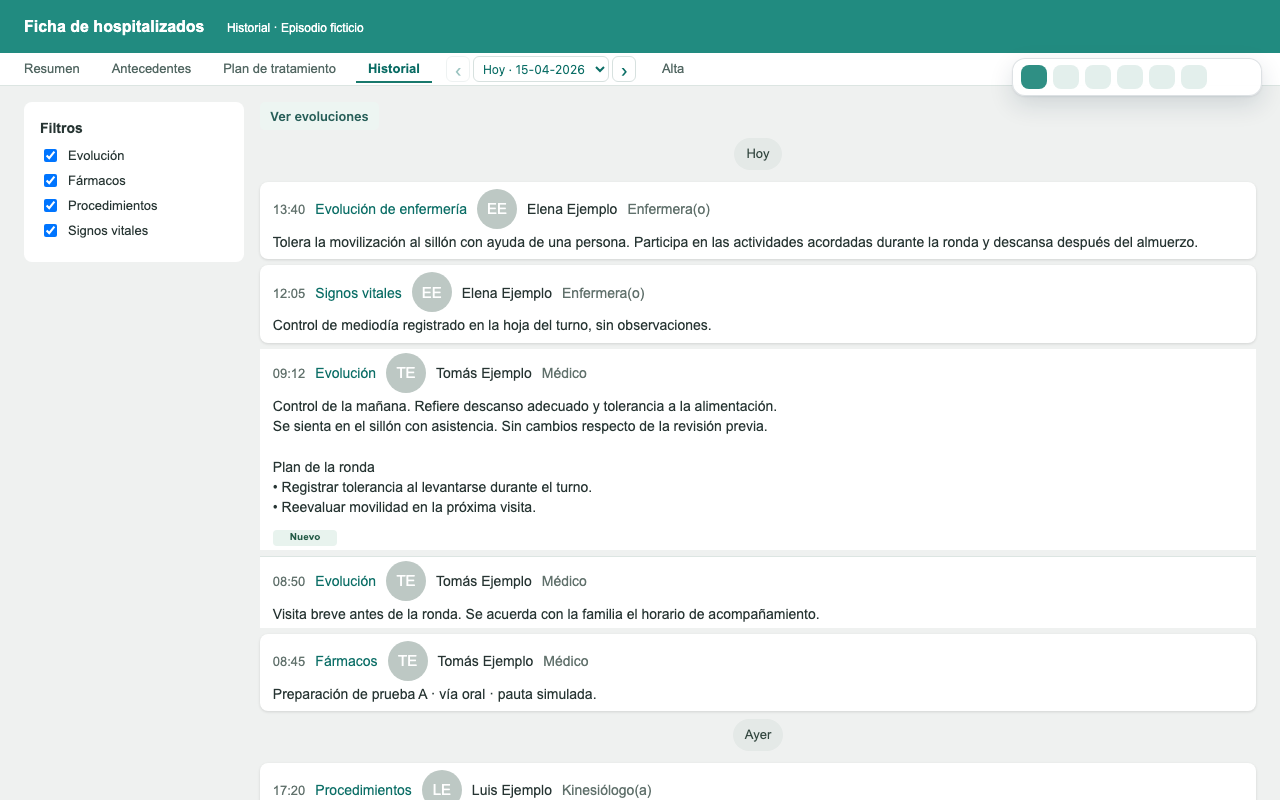 Ficha de hospitalizados Historial · Episodio ficticio
Resumen Antecedentes Plan de tratamiento Historial ‹ Hoy · 15-04-2026 › Alta
Filtros
Evolución
Fármacos
Procedimientos
Signos vitales
Ver evoluciones
Hoy
13:40 Evolución de enfermería EE Elena Ejemplo Enfermera(o)
Tolera la movilización al sillón con ayuda de una persona. Participa en las actividades acordadas durante la ronda y descansa después del almuerzo.
12:05 Signos vitales EE Elena Ejemplo Enfermera(o)
Control de mediodía registrado en la hoja del turno, sin observaciones.
09:12 Evolución TE Tomás Ejemplo Médico
Control de la mañana. Refiere descanso adecuado y tolerancia a la alimentación.
Se sienta en el sillón con asistencia. Sin cambios respecto de la revisión previa.
Plan de la ronda
• Registrar tolerancia al levantarse durante el turno.
• Reevaluar movilidad en la próxima visita.
Nuevo
08:50 Evolución TE Tomás Ejemplo Médico
Visita breve antes de la ronda. Se acuerda con la familia el horario de acompañamiento.
08:45 Fármacos TE Tomás Ejemplo Médico
Preparación de prueba A · vía oral · pauta simulada.
Ayer
17:20 Procedimientos LE Luis Ejemplo Kinesiólogo(a)